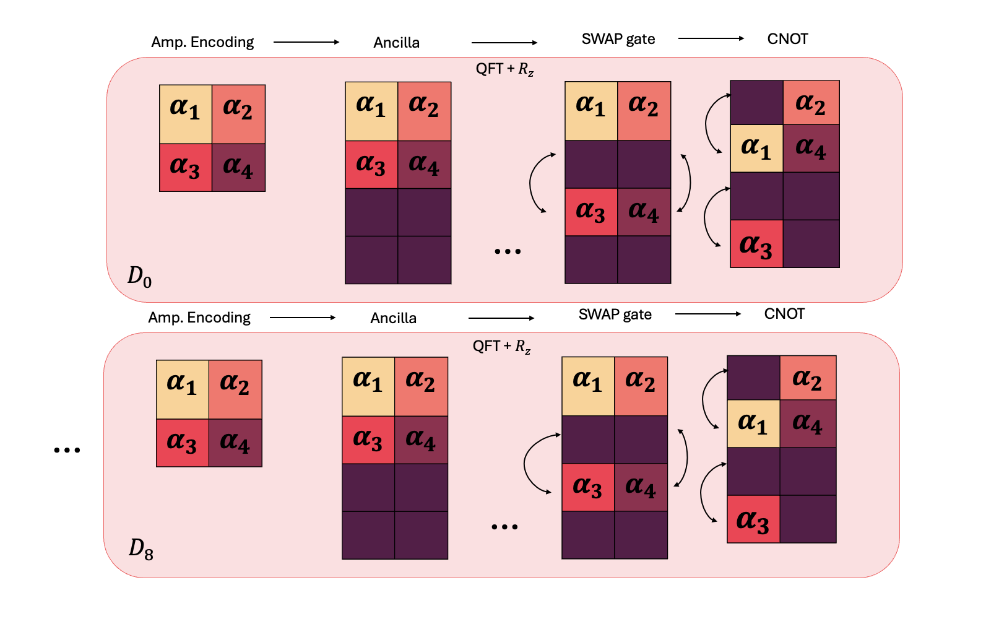 Amp. Encoding Ancilla SWAP gate CNOT
QFT + R_z
α₁ α₂ α₁ α₂ α₁ α₂ α₂
α₃ α₄ α₃ α₄ α₁ α₄
α₃ α₄
... α₃
D₀
Amp. Encoding Ancilla SWAP gate CNOT
QFT + R_z
α₁ α₂ α₁ α₂ α₁ α₂ α₂
α₃ α₄ α₃ α₄ α₁ α₄
... α₃ α₄
... α₃
D₈